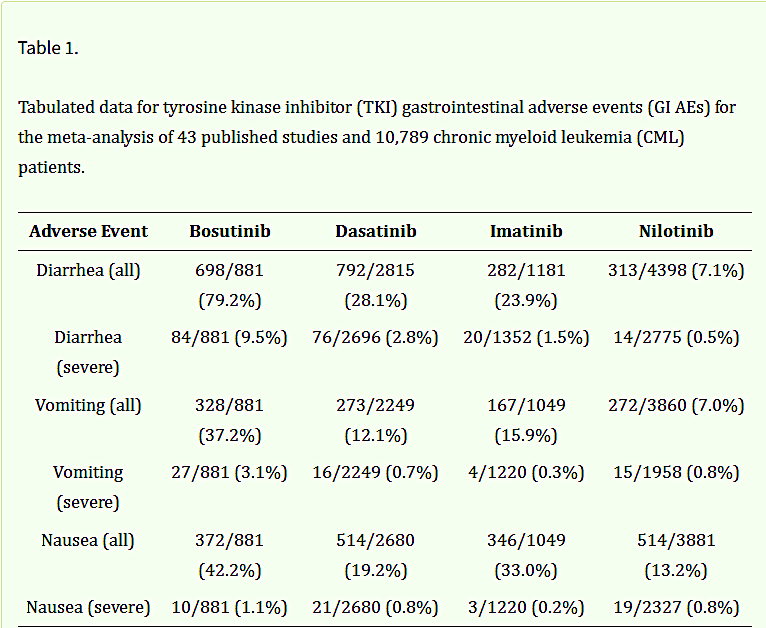 Table 1.
Tabulated data for tyrosine kinase inhibitor (TKI) gastrointestinal adverse events (GI AEs) for
the meta-analysis of 43 published studies and 10,789 chronic myeloid leukemia (CML)
patients.
Adverse Event Bosutinib Dasatinib Imatinib Nilotinib
Diarrhea (all) 698/881 792/2815 282/1181 313/4398 (7.1%)
(79.2%) (28.1%) (23.9%)
Diarrhea 84/881 (9.5%) 76/2696 (2.8%) 20/1352 (1.5%) 14/2775 (0.5%)
(severe)
Vomiting (all) 328/881 273/2249 167/1049 272/3860 (7.0%)
(37.2%) (12.1%) (15.9%)
Vomiting 27/881 (3.1%) 16/2249 (0.7%) 4/1220 (0.3%) 15/1958 (0.8%)
(severe)
Nausea (all) 372/881 514/2680 346/1049 514/3881
(42.2%) (19.2%) (33.0%) (13.2%)
Nausea (severe) 10/881 (1.1%) 21/2680 (0.8%) 3/1220 (0.2%) 19/2327 (0.8%)